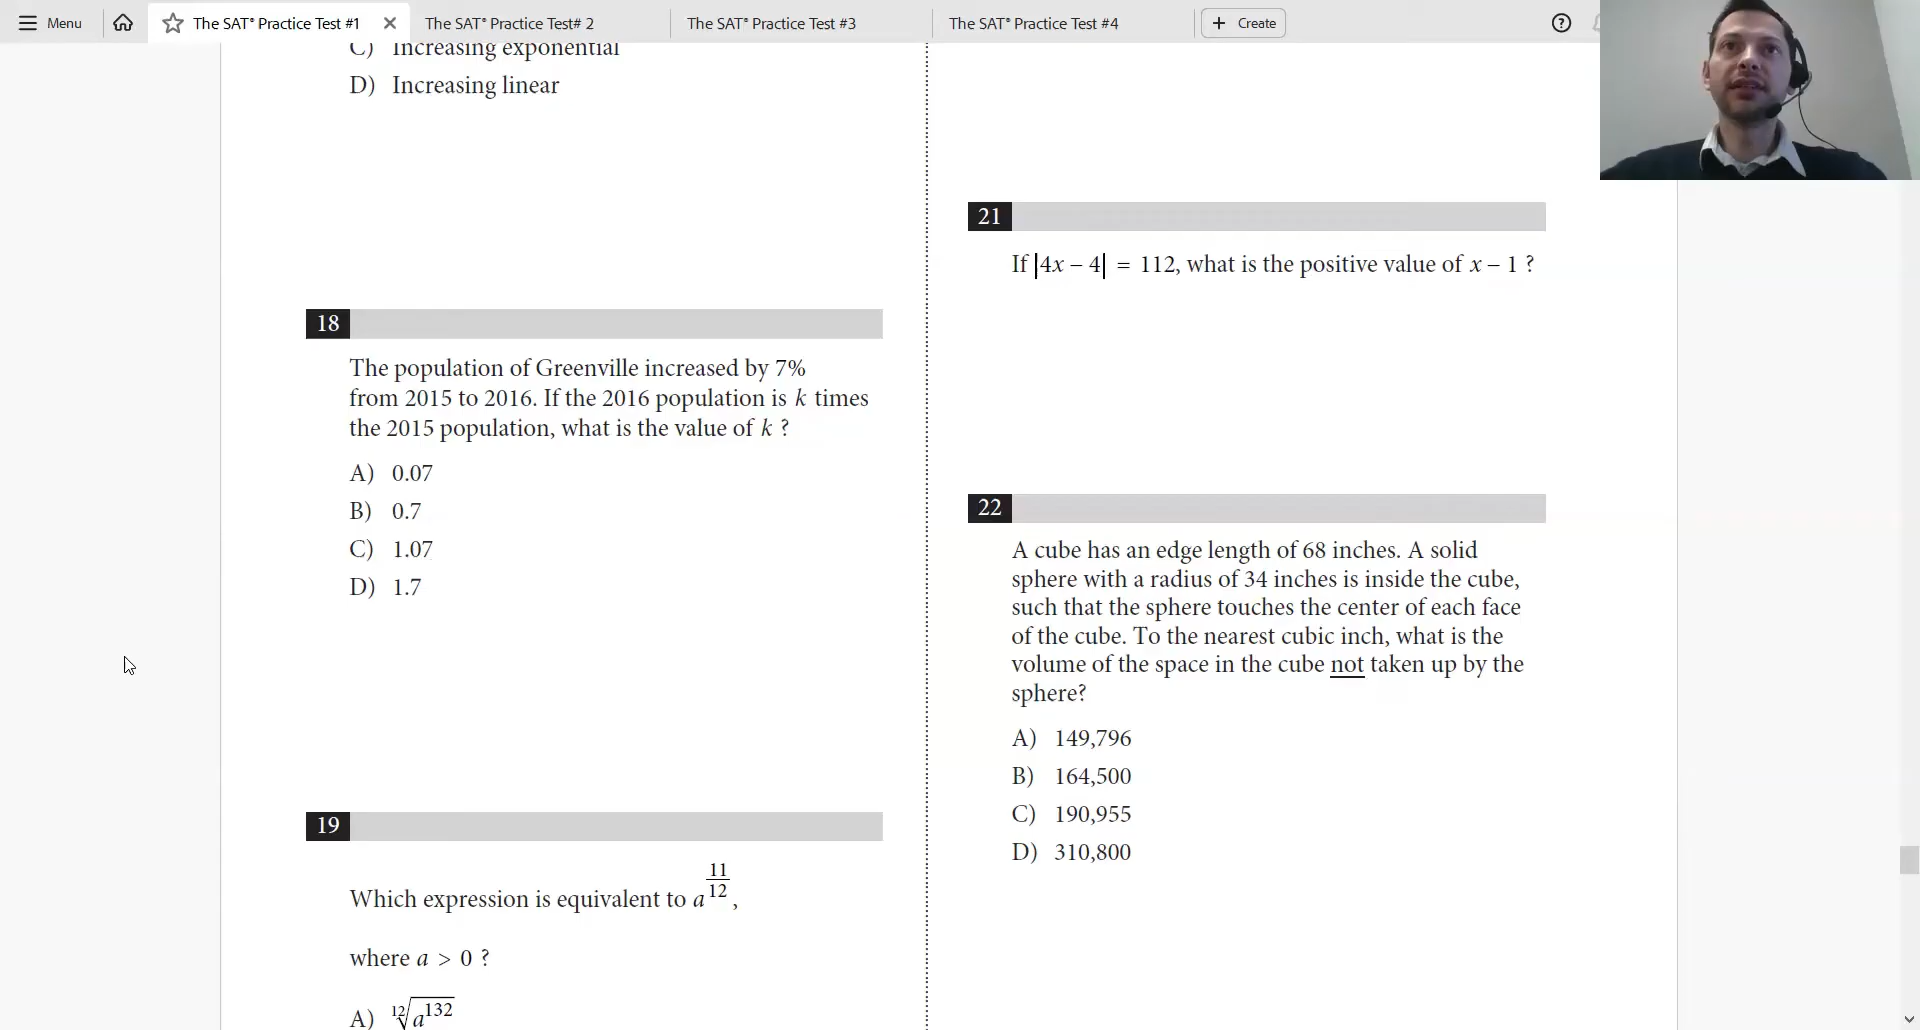 Menu
The SAT® Practice Test #1
The SAT® Practice Test# 2
The SAT® Practice Test #3
The SAT® Practice Test #4
+ Create
?
C) Increasing exponential
D) Increasing linear
18
The population of Greenville increased by 7%
from 2015 to 2016. If the 2016 population is k times
the 2015 population, what is the value of k ?
A) 0.07
B) 0.7
C) 1.07
D) 1.7
19
Which expression is equivalent to a^(11/12),
where a > 0 ?
A) ¹²√a¹³²
21
If |4x – 4| = 112, what is the positive value of x – 1 ?
22
A cube has an edge length of 68 inches. A solid
sphere with a radius of 34 inches is inside the cube,
such that the sphere touches the center of each face
of the cube. To the nearest cubic inch, what is the
volume of the space in the cube not taken up by the
sphere?
A) 149,796
B) 164,500
C) 190,955
D) 310,800